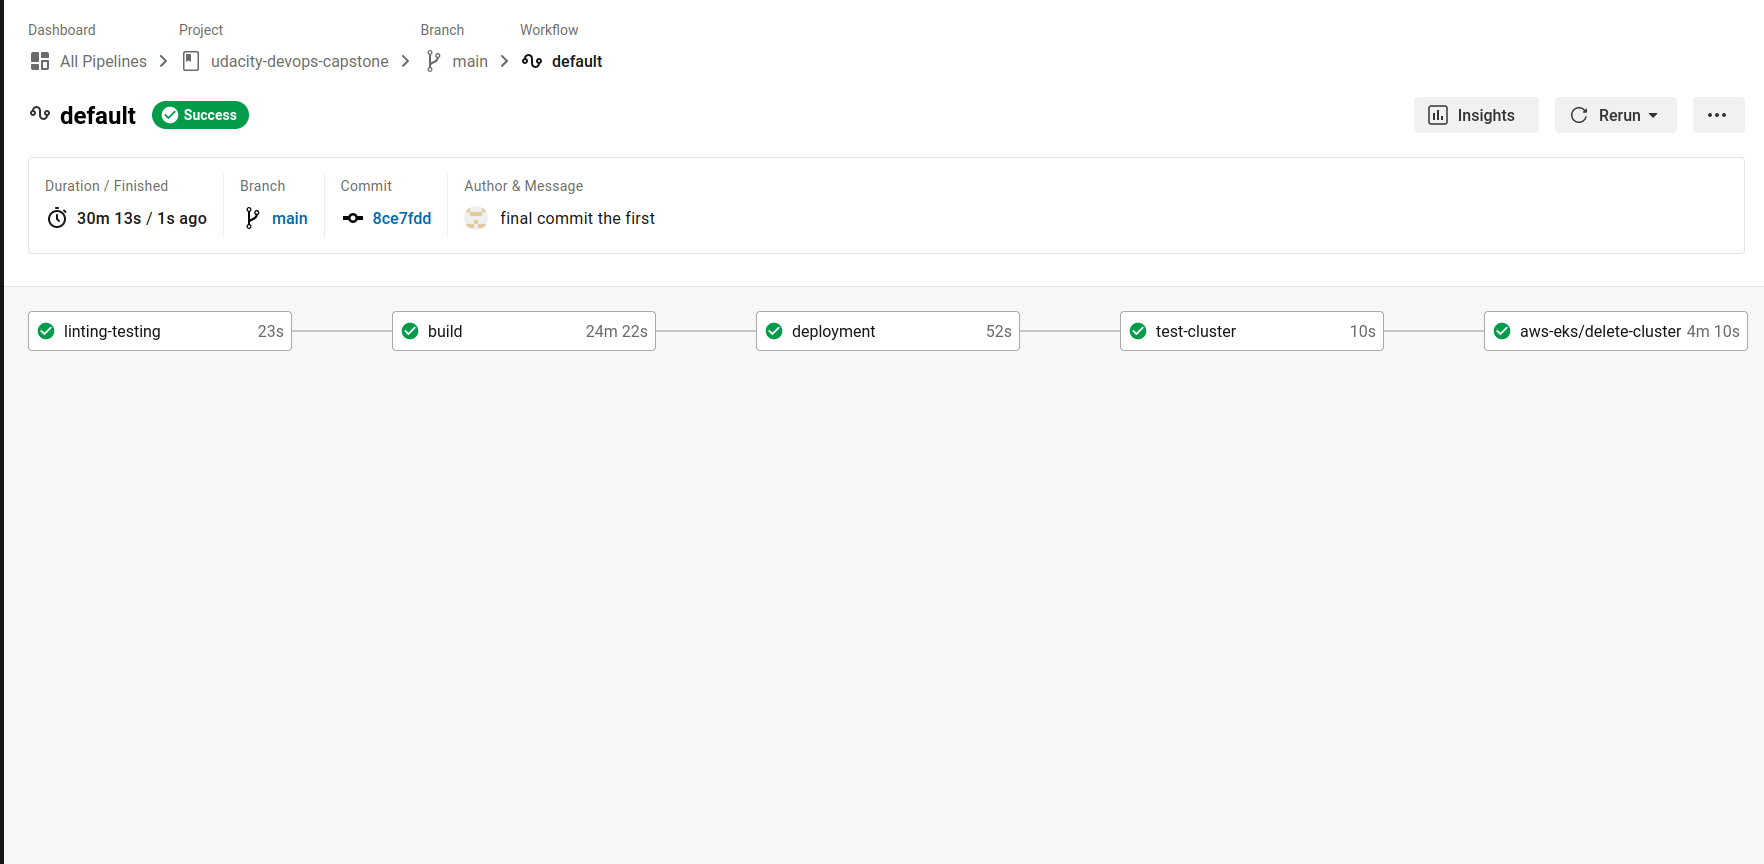 Dashboard Project Branch Workflow
All Pipelines udacity-devops-capstone main default
default Success Insights Rerun
Duration / Finished Branch Commit Author & Message
30m 13s / 1s ago main 8ce7fdd final commit the first
linting-testing 23s build 24m 22s deployment 52s test-cluster 10s aws-eks/delete-cluster 4m 10s